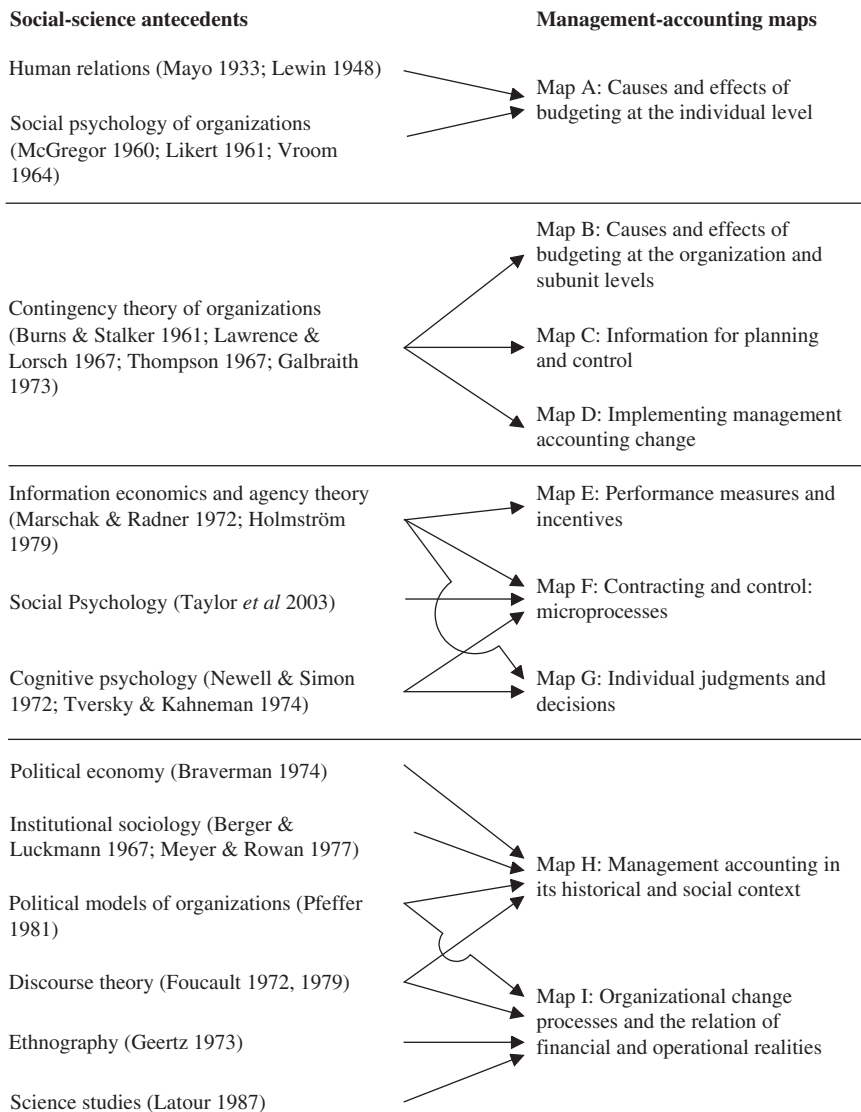 Social-science antecedents
Management-accounting maps
Human relations (Mayo 1933; Lewin 1948)
Social psychology of organizations
(McGregor 1960; Likert 1961; Vroom
1964)
Map A: Causes and effects of
budgeting at the individual level
Contingency theory of organizations
(Burns & Stalker 1961; Lawrence &
Lorsch 1967; Thompson 1967; Galbraith
1973)
Map B: Causes and effects of
budgeting at the organization and
subunit levels
Map C: Information for planning
and control
Map D: Implementing management
accounting change
Information economics and agency theory
(Marschak & Radner 1972; Holmström
1979)
Social Psychology (Taylor et al 2003)
Cognitive psychology (Newell & Simon
1972; Tversky & Kahneman 1974)
Map E: Performance measures and
incentives
Map F: Contracting and control:
microprocesses
Map G: Individual judgments and
decisions
Political economy (Braverman 1974)
Institutional sociology (Berger &
Luckmann 1967; Meyer & Rowan 1977)
Political models of organizations (Pfeffer
1981)
Discourse theory (Foucault 1972, 1979)
Ethnography (Geertz 1973)
Science studies (Latour 1987)
Map H: Management accounting in
its historical and social context
Map I: Organizational change
processes and the relation of
financial and operational realities